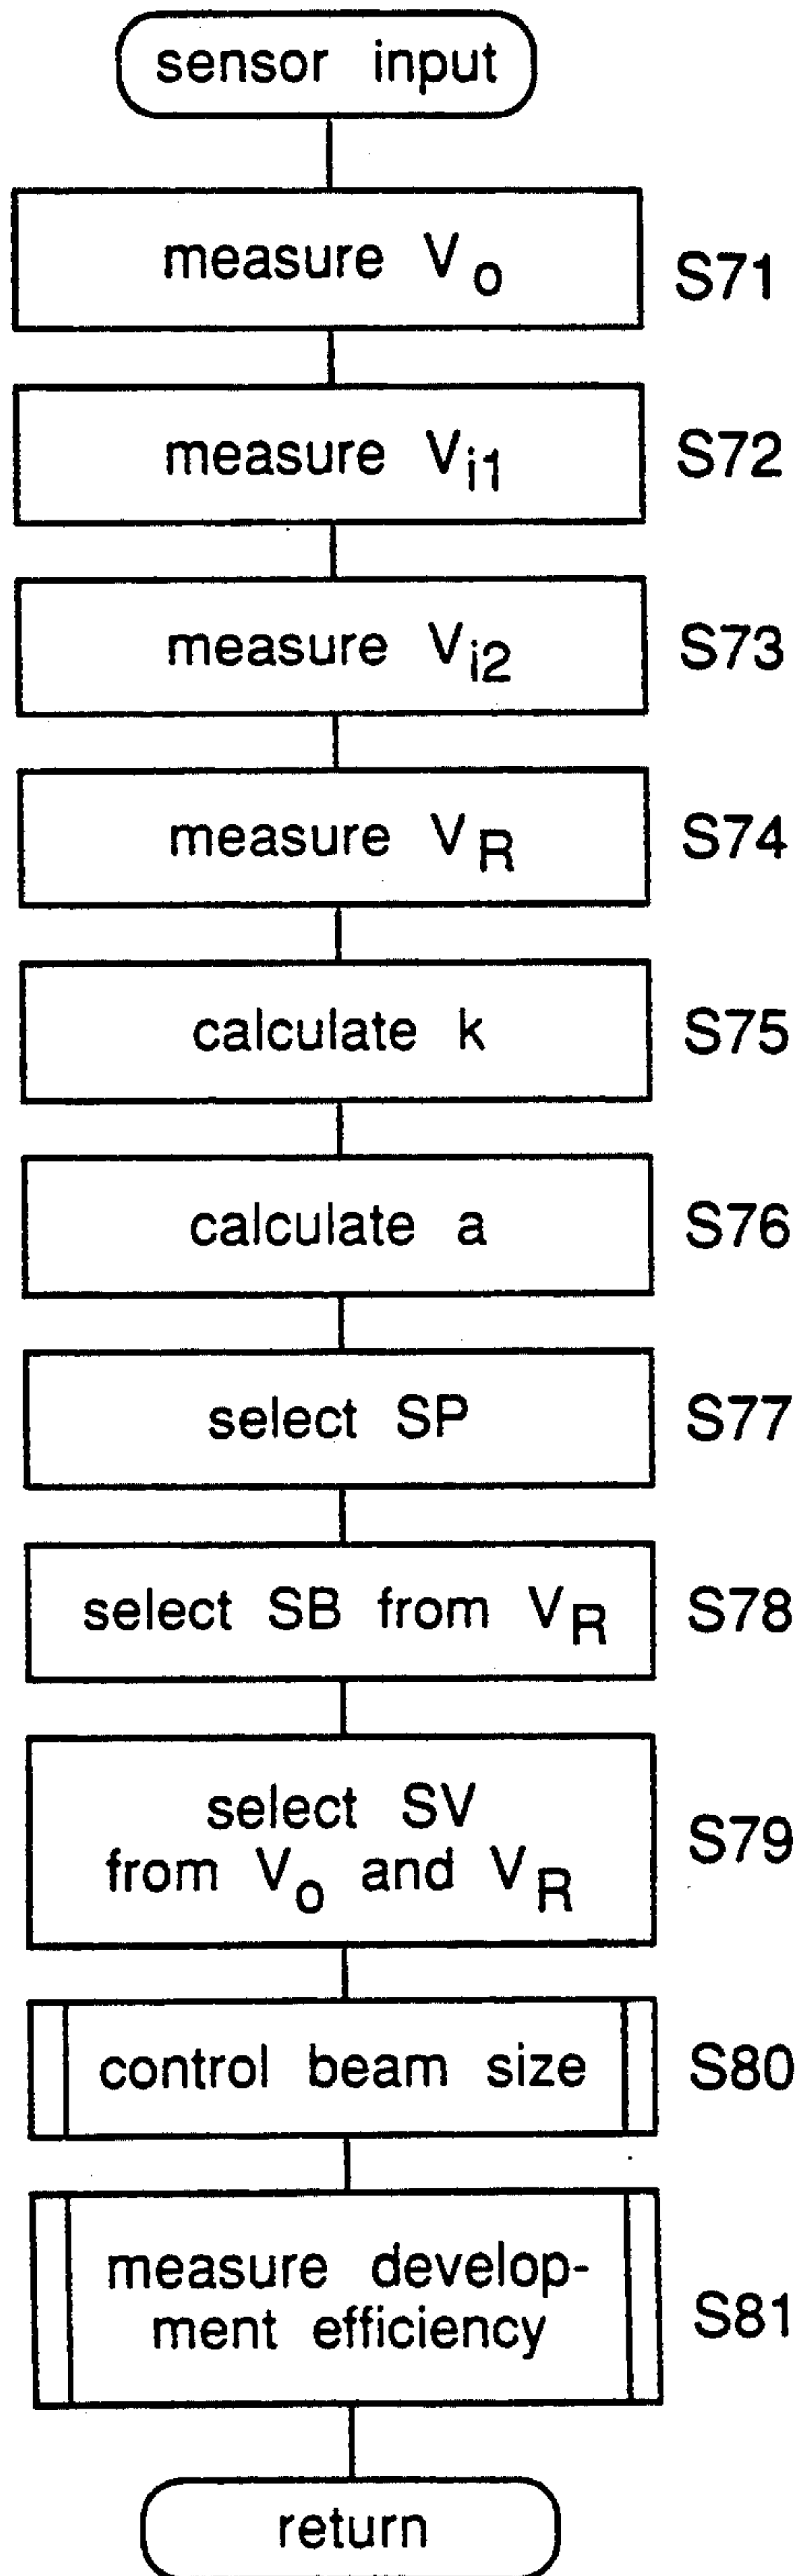 sensor input
measure V₀ S71
measure Vi1 S72
measure Vi2 S73
measure VR S74
calculate k S75
calculate a S76
select SP S77
select SB from VR S78
select SV
from V₀ and VR S79
control beam size S80
measure develop-
ment efficiency S81
return